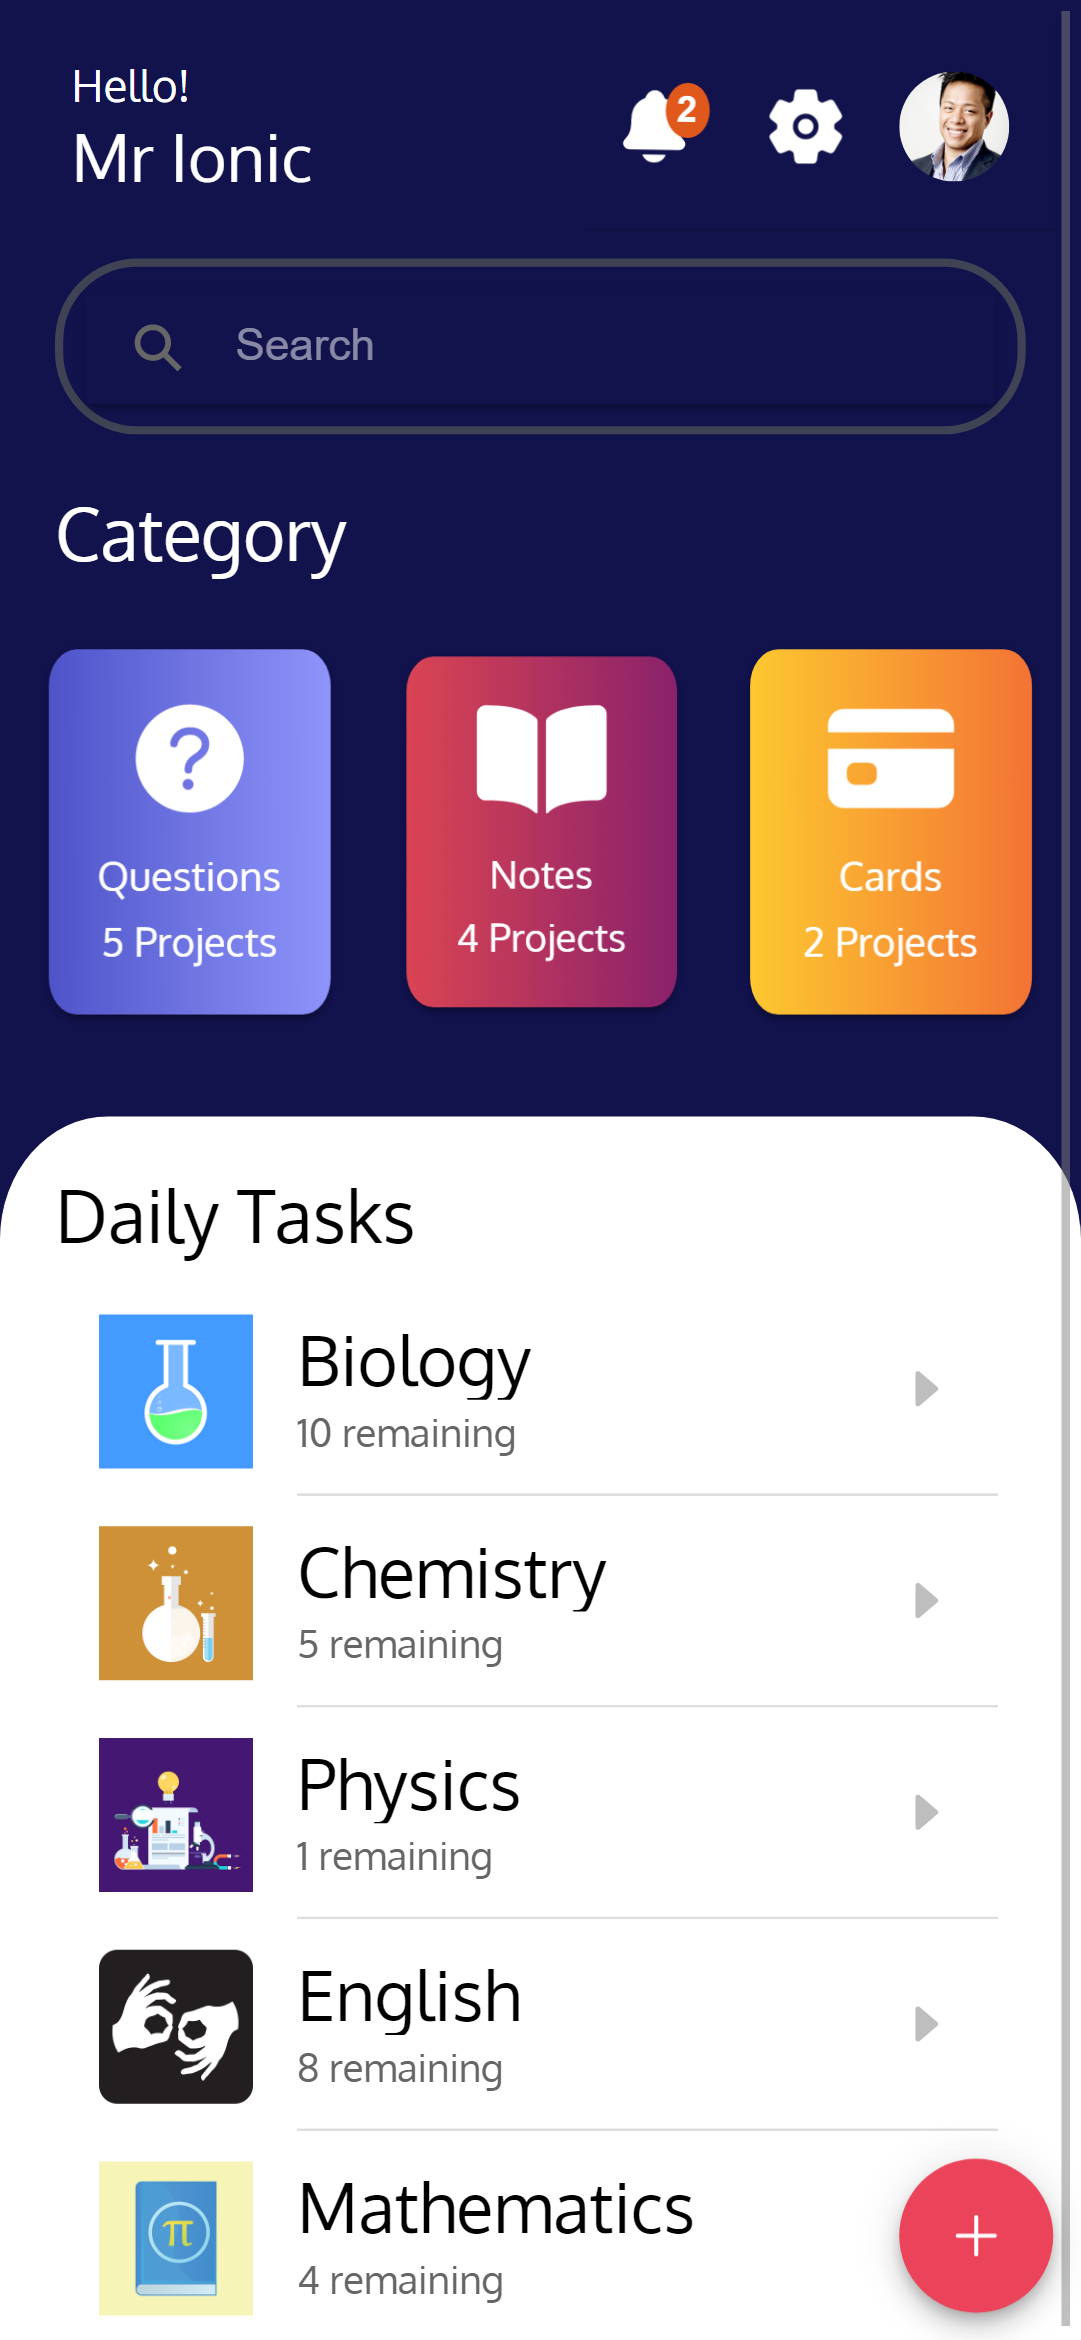 Hello!
Mr Ionic
2
Search
Category
Questions
5 Projects
Notes
4 Projects
Cards
2 Projects
Daily Tasks
Biology
10 remaining
Chemistry
5 remaining
Physics
1 remaining
English
8 remaining
Mathematics
4 remaining
π